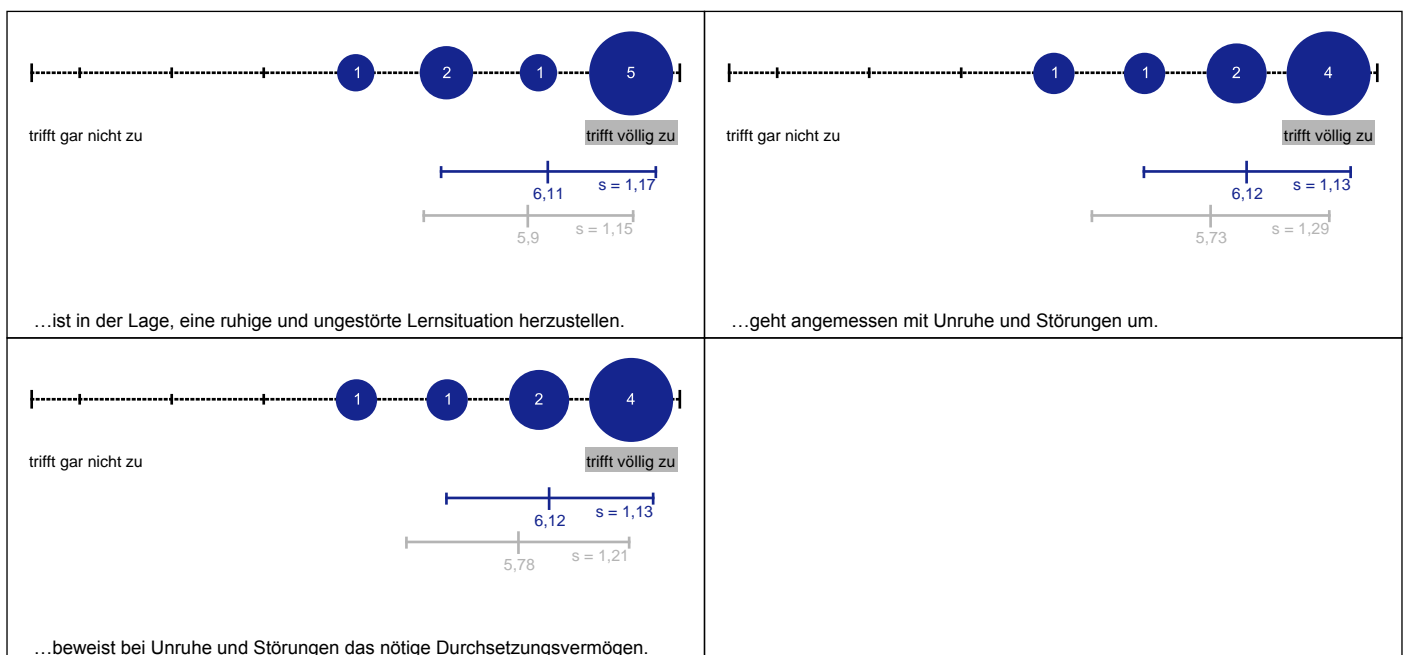 1 2 1 5
trifft gar nicht zu trifft völlig zu
s = 1,17
6,11
s = 1,15
5,9
…ist in der Lage, eine ruhige und ungestörte Lernsituation herzustellen.
1 1 2 4
trifft gar nicht zu trifft völlig zu
s = 1,13
6,12
s = 1,29
5,73
…geht angemessen mit Unruhe und Störungen um.
1 1 2 4
trifft gar nicht zu trifft völlig zu
s = 1,13
6,12
s = 1,21
5,78
…beweist bei Unruhe und Störungen das nötige Durchsetzungsvermögen.